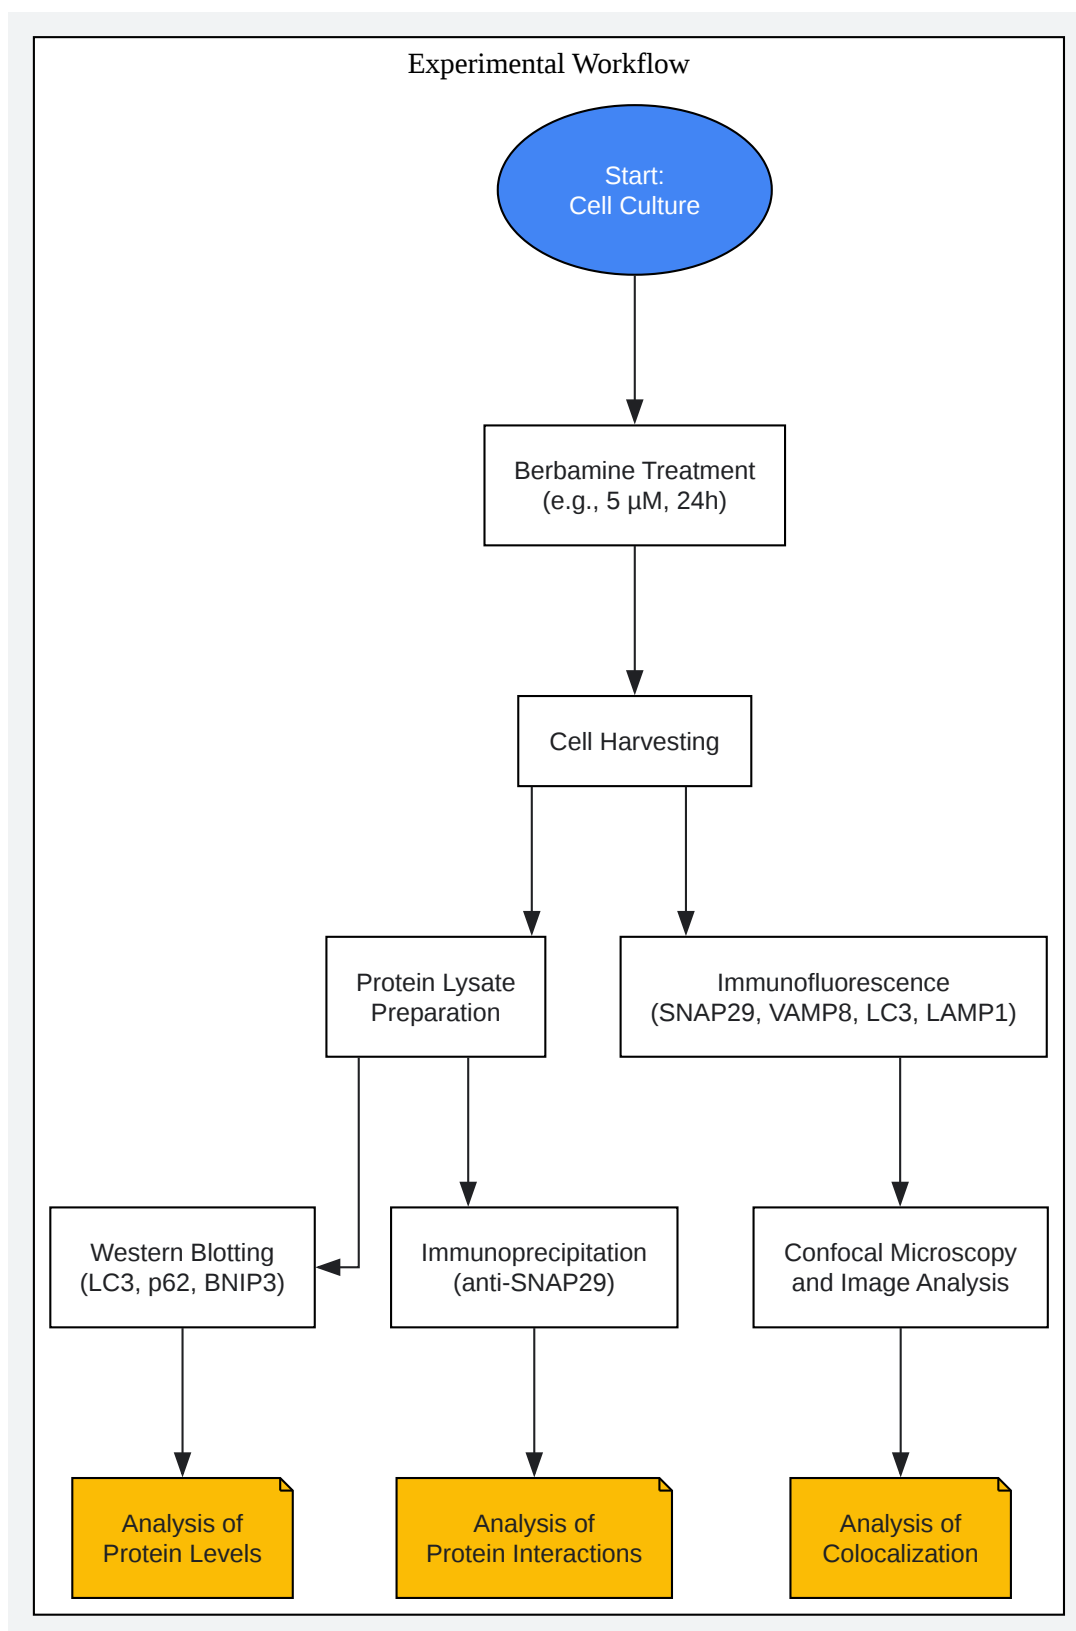 Experimental Workflow
Start:
Cell Culture
Berbamine Treatment
(e.g., 5 µM, 24h)
Cell Harvesting
Protein Lysate
Preparation
Immunofluorescence
(SNAP29, VAMP8, LC3, LAMP1)
Western Blotting
(LC3, p62, BNIP3)
Immunoprecipitation
(anti-SNAP29)
Confocal Microscopy
and Image Analysis
Analysis of
Protein Levels
Analysis of
Protein Interactions
Analysis of
Colocalization